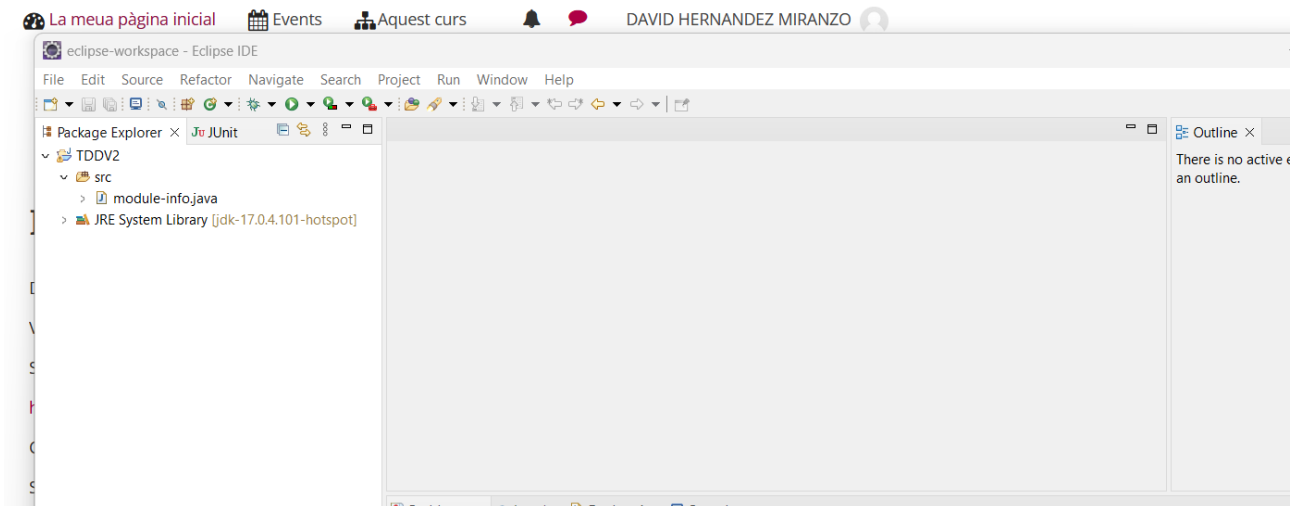 La meua pàgina inicial Events Aquest curs DAVID HERNANDEZ MIRANZO
eclipse-workspace - Eclipse IDE
File Edit Source Refactor Navigate Search Project Run Window Help
Package Explorer JUnit Outline
TDDV2
There is no active
src
an outline.
module-info.java
JRE System Library [jdk-17.0.4.101-hotspot]